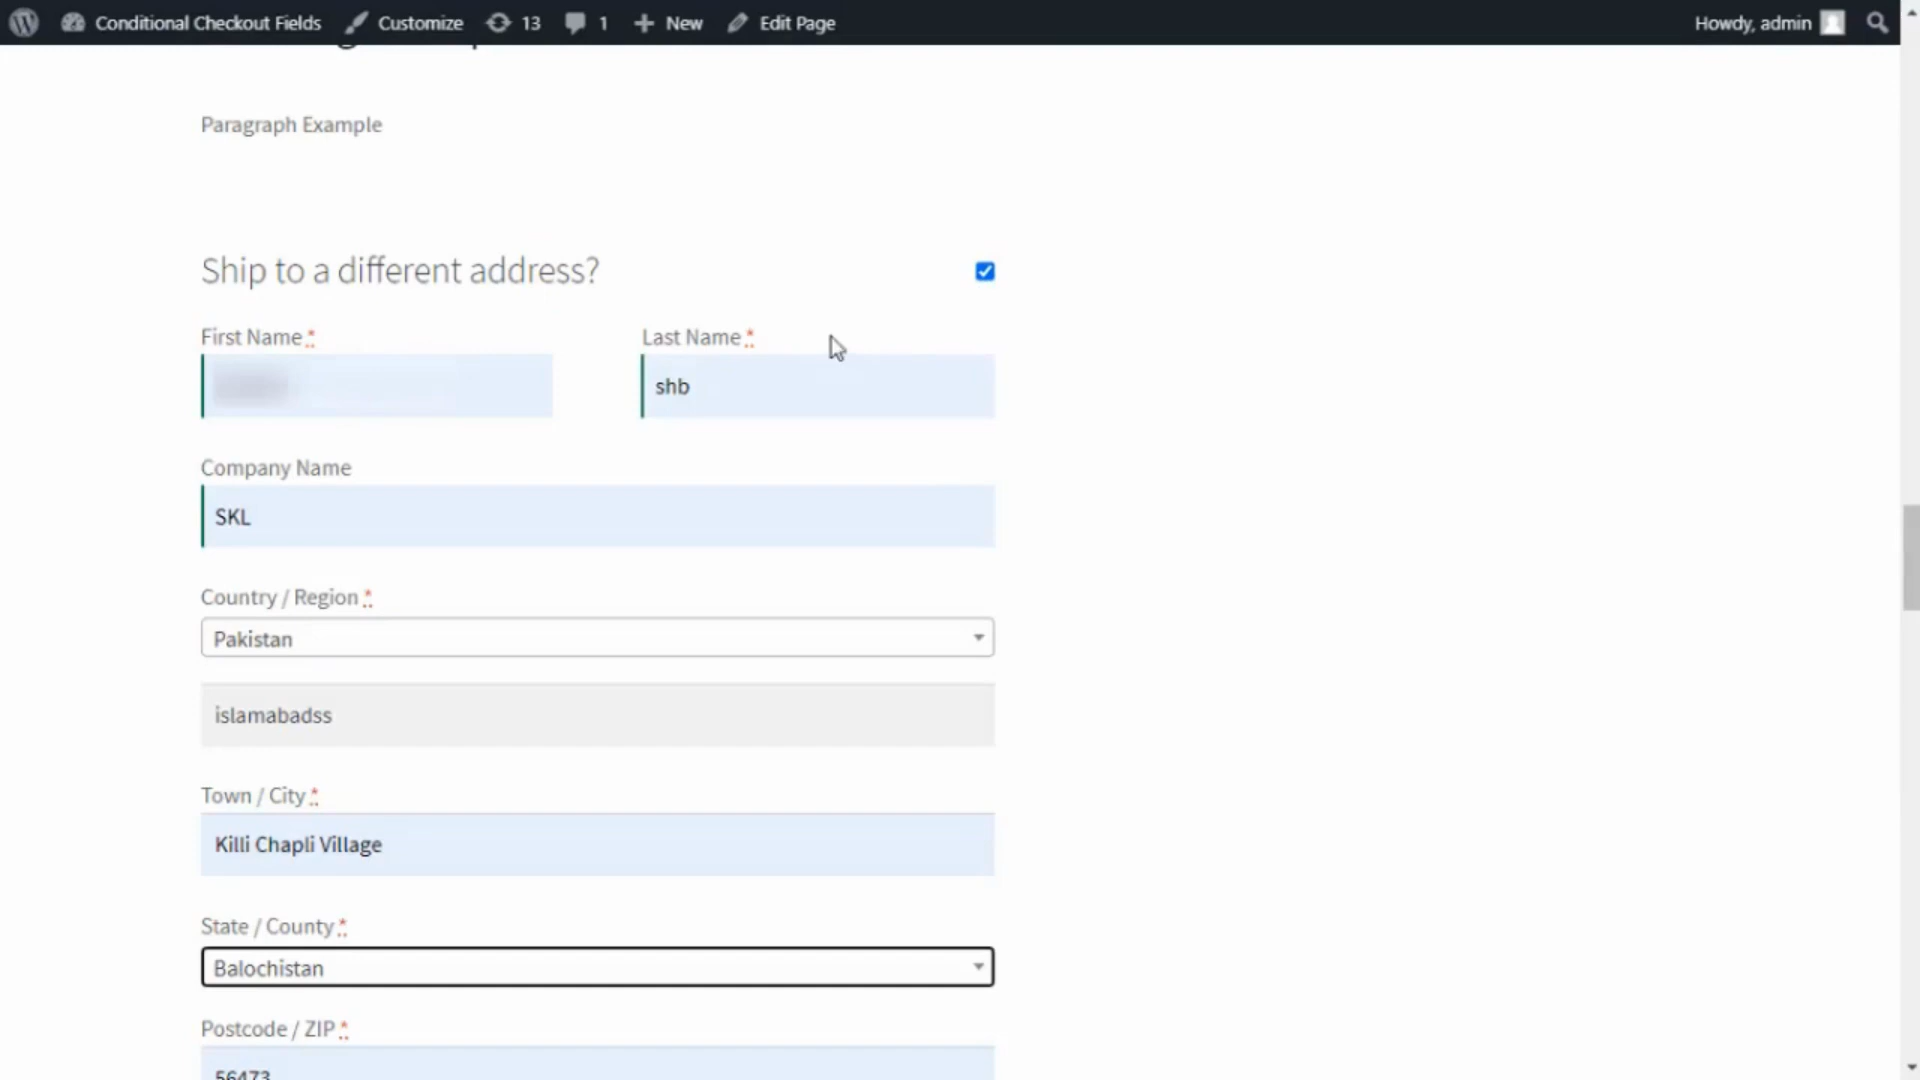 Conditional Checkout Fields Customize 13 1 New Edit Page Howdy, admin
Paragraph Example
Ship to a different address?
First Name * Last Name *
shb
Company Name
SKL
Country / Region *
Pakistan
islamabadss
Town / City *
Killi Chapli Village
State / County *
Balochistan
Postcode / ZIP *
56473